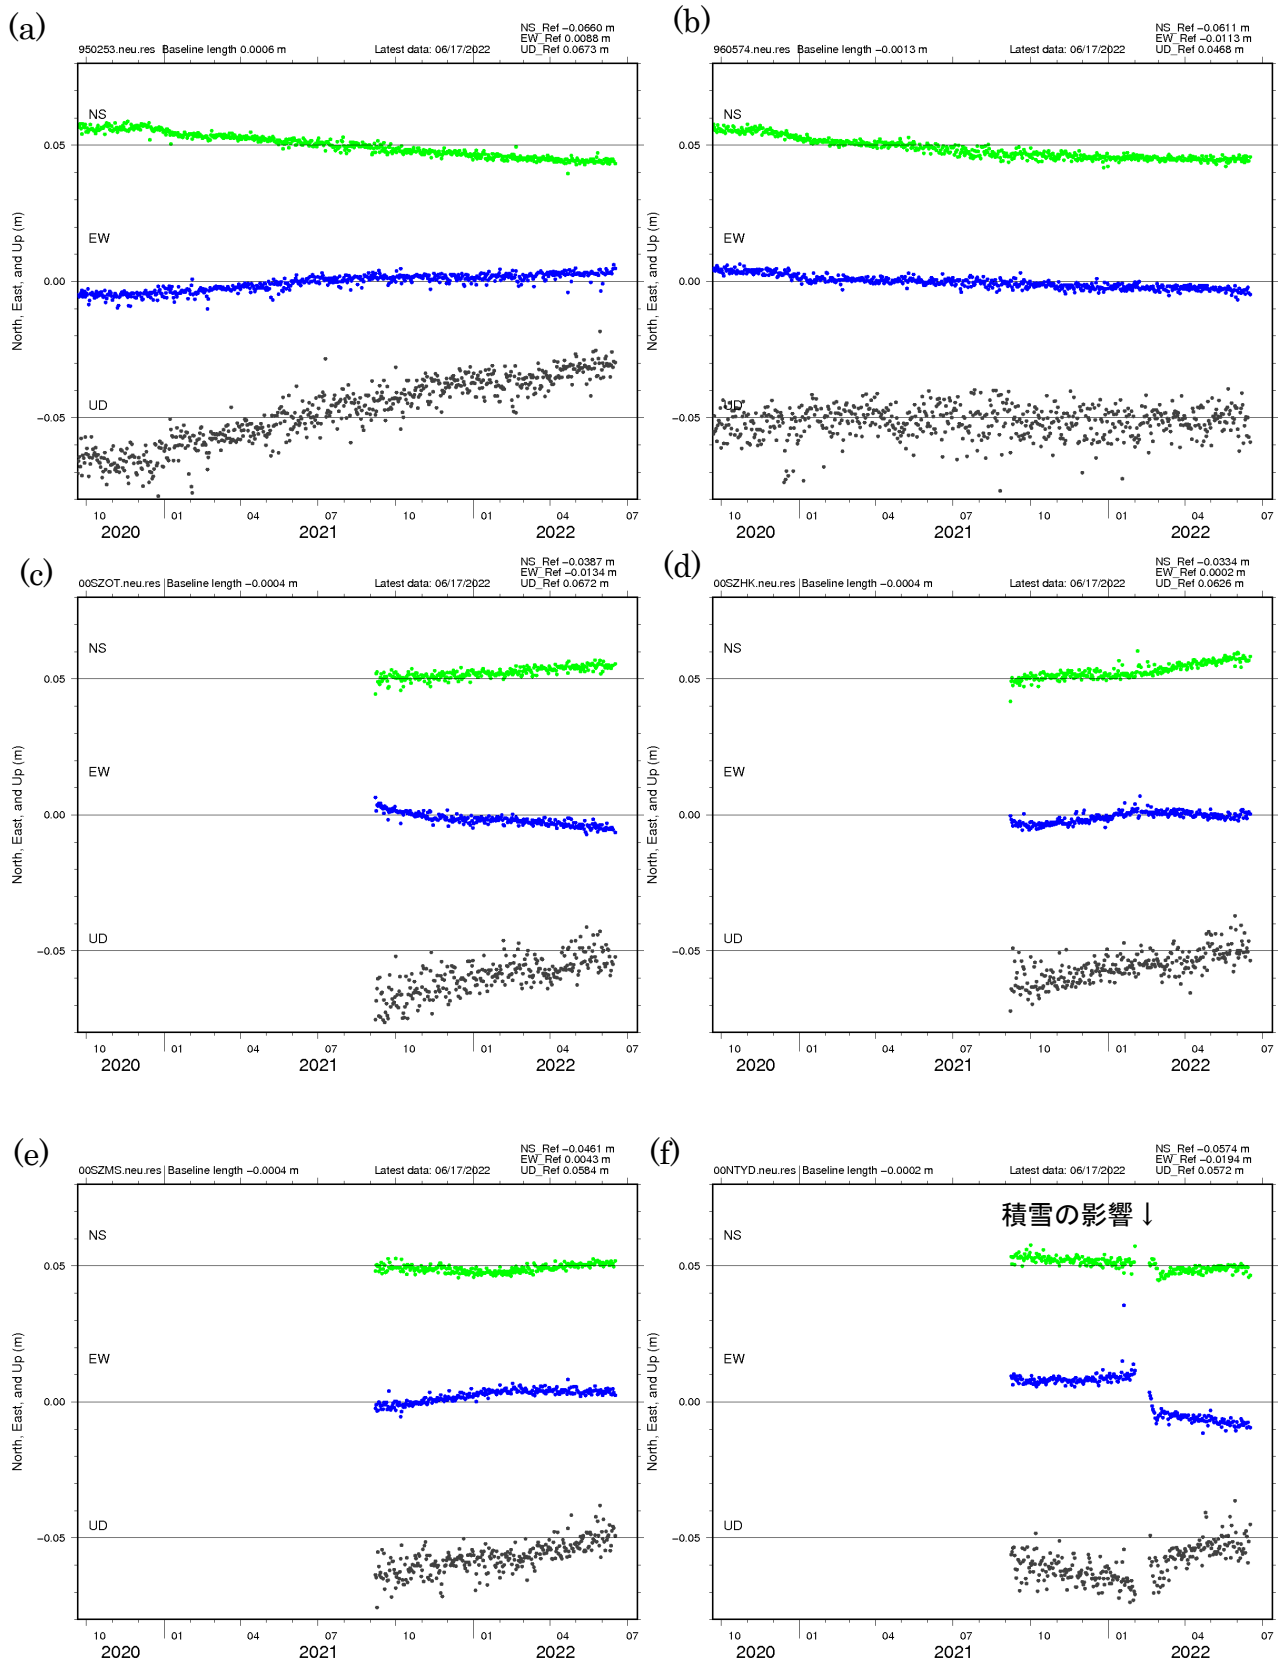 (a)
NS_Ref −0.0660 m
EW_Ref 0.0088 m
UD_Ref 0.0673 m
950253.neu.res Baseline length 0.0006 m Latest data: 06/17/2022
North, East, and Up (m)
NS
0.05
EW
0.00
UD
−0.05
10 01 04 07 10 01 04 07
2020 2021 2022
(b)
NS_Ref −0.0611 m
EW_Ref −0.0113 m
UD_Ref 0.0468 m
960574.neu.res Baseline length −0.0013 m Latest data: 06/17/2022
North, East, and Up (m)
NS
0.05
EW
0.00
UD
−0.05
10 01 04 07 10 01 04 07
2020 2021 2022
(c)
NS_Ref −0.0387 m
EW_Ref −0.0134 m
UD_Ref 0.0672 m
00SZOT.neu.res Baseline length −0.0004 m Latest data: 06/17/2022
North, East, and Up (m)
NS
0.05
EW
0.00
UD
−0.05
10 01 04 07 10 01 04 07
2020 2021 2022
(d)
NS_Ref −0.0334 m
EW_Ref 0.0002 m
UD_Ref 0.0626 m
00SZHK.neu.res Baseline length −0.0004 m Latest data: 06/17/2022
North, East, and Up (m)
NS
0.05
EW
0.00
UD
−0.05
10 01 04 07 10 01 04 07
2020 2021 2022
(e)
NS_Ref −0.0461 m
EW_Ref 0.0043 m
UD_Ref 0.0584 m
00SZMS.neu.res Baseline length −0.0004 m Latest data: 06/17/2022
North, East, and Up (m)
NS
0.05
EW
0.00
UD
−0.05
10 01 04 07 10 01 04 07
2020 2021 2022
(f)
NS_Ref −0.0574 m
EW_Ref −0.0194 m
UD_Ref 0.0572 m
00NTYD.neu.res Baseline length −0.0002 m Latest data: 06/17/2022
積雪の影響↓
North, East, and Up (m)
NS
0.05
EW
0.00
UD
−0.05
10 01 04 07 10 01 04 07
2020 2021 2022